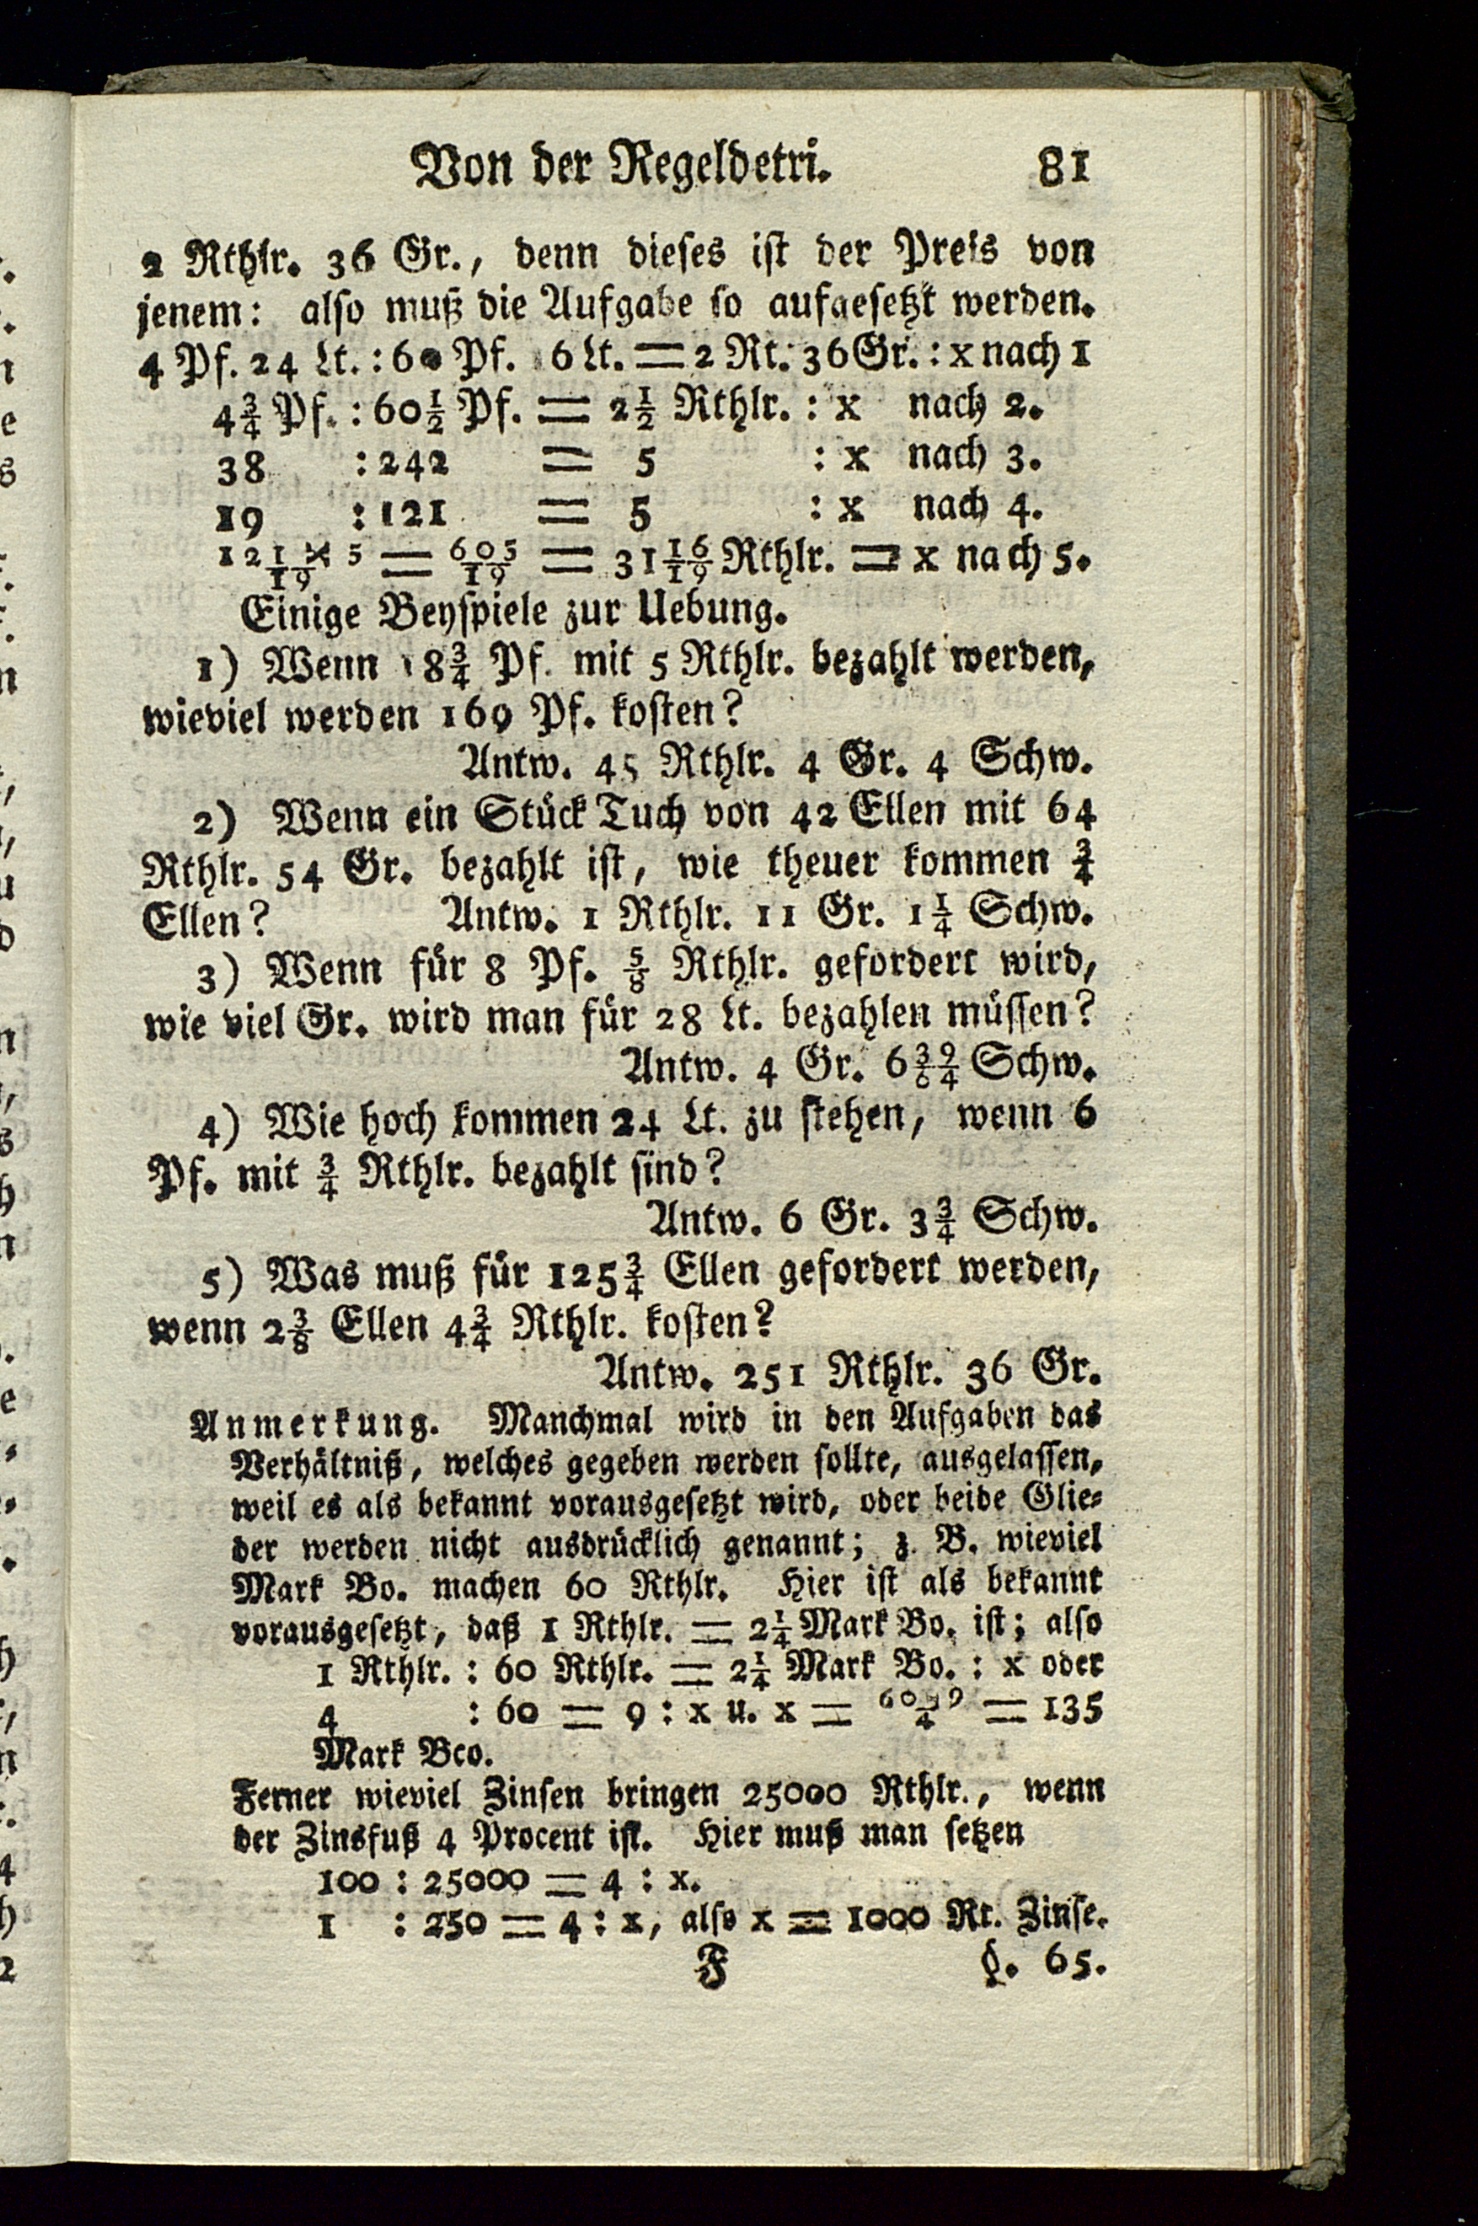 Von der Regeldetri. 81
2 Rthlr. 36 Gr., denn dieses ist der Preis von
jenem: also muß die Aufgabe so aufgesetzt werden.
4 Pf. 24 Lt. : 60 Pf. 16 Lt. = 2 Rt. 36 Gr. : x nach 1
4¾ Pf. : 60½ Pf. = 2½ Rthlr. : x nach 2.
38 : 242 = 5 : x nach 3.
19 : 121 = 5 : x nach 4.
121 × 5/19 = 605/19 = 31 16/19 Rthlr. = x nach 5.
Einige Beyspiele zur Uebung.
1) Wenn 18¾ Pf. mit 5 Rthlr. bezahlt werden,
wieviel werden 169 Pf. kosten?
Antw. 45 Rthlr. 4 Gr. 4 Schw.
2) Wenn ein Stück Tuch von 42 Ellen mit 64
Rthlr. 54 Gr. bezahlt ist, wie theuer kommen ¾
Ellen? Antw. 1 Rthlr. 11 Gr. 1¼ Schw.
3) Wenn für 8 Pf. ⅝ Rthlr. gefordert wird,
wie viel Gr. wird man für 28 Lt. bezahlen müssen?
Antw. 4 Gr. 6 39/64 Schw.
4) Wie hoch kommen 24 Lt. zu stehen, wenn 6
Pf. mit ¾ Rthlr. bezahlt sind?
Antw. 6 Gr. 3¾ Schw.
5) Was muß für 125¾ Ellen gefordert werden,
wenn 2⅜ Ellen 4¾ Rthlr. kosten?
Antw. 251 Rthlr. 36 Gr.
Anmerkung. Manchmal wird in den Aufgaben das
Verhältniß, welches gegeben werden sollte, ausgelassen,
weil es als bekannt vorausgesetzt wird, oder beide Glie-
der werden nicht ausdrücklich genannt; z. B. wieviel
Mark Bo. machen 60 Rthlr. Hier ist als bekannt
vorausgesetzt, daß 1 Rthlr. = 2¼ Mark Bo. ist; also
1 Rthlr. : 60 Rthlr. = 2¼ Mark Bo. : x oder
4 : 60 = 9 : x u. x = 60·9/4 = 135
Mark Bco.
Ferner wieviel Zinsen bringen 25000 Rthlr., wenn
der Zinsfuß 4 Procent ist. Hier muß man setzen
100 : 25000 = 4 : x.
1 : 250 = 4 : x, also x = 1000 Rt. Zinse.
F §. 65.